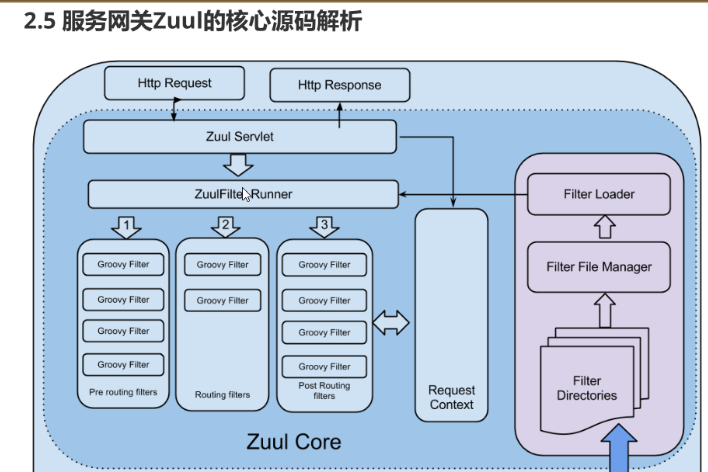 2.5 服务网关Zuul的核心源码解析
Http Request
Http Response
Zuul Servlet
ZuulFilter Runner
Filter Loader
1
2
3
Groovy Filter
Groovy Filter
Groovy Filter
Groovy Filter
Pre routing filters
Groovy Filter
Groovy Filter
Routing filters
Groovy Filter
Groovy Filter
Groovy Filter
Groovy Filter
Post Routing
filters
Request
Context
Filter File Manager
Filter
Directories
Zuul Core